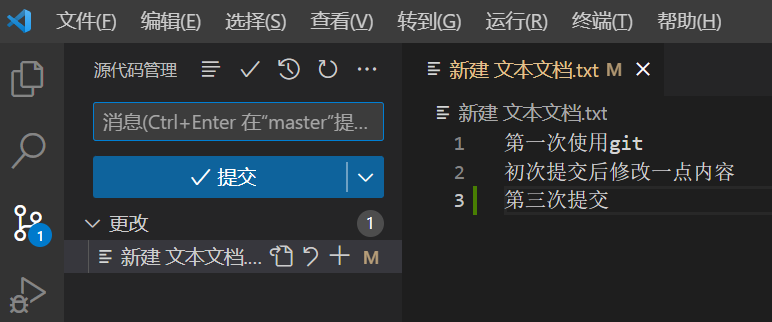 文件(F) 编辑(E) 选择(S) 查看(V) 转到(G) 运行(R) 终端(T) 帮助(H)
源代码管理
消息(Ctrl+Enter 在“master”提...
提交
更改 1
新建 文本文档.... M
1
新建 文本文档.txt M
新建 文本文档.txt
1 第一次使用git
2 初次提交后修改一点内容
3 第三次提交